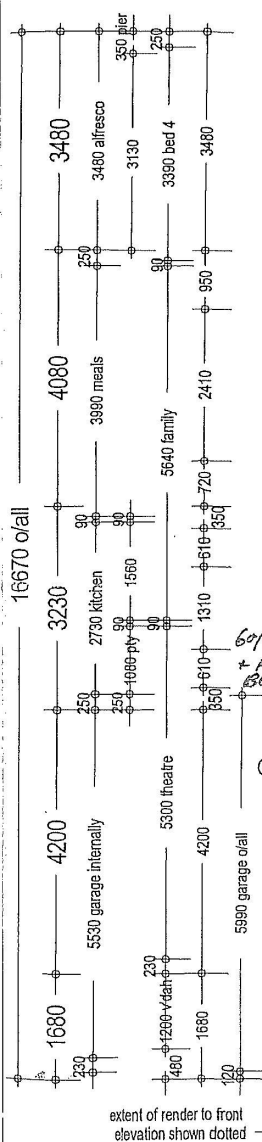 16670 o/all
1680 4200 3230 4080 3480
230 5530 garage internally 250 2730 kitchen 90 3990 meals 250 3480 alfresco
250 1080 pty 90 1560 90 3130 350 pier
480 1200 v'dah 230 5300 theatre 90 5640 family 90 3390 bed 4 250
1680 4200 350 610 1310 610 350 720 2410 950 3480
120 5990 garage o/all
extent of render to front
elevation shown dotted